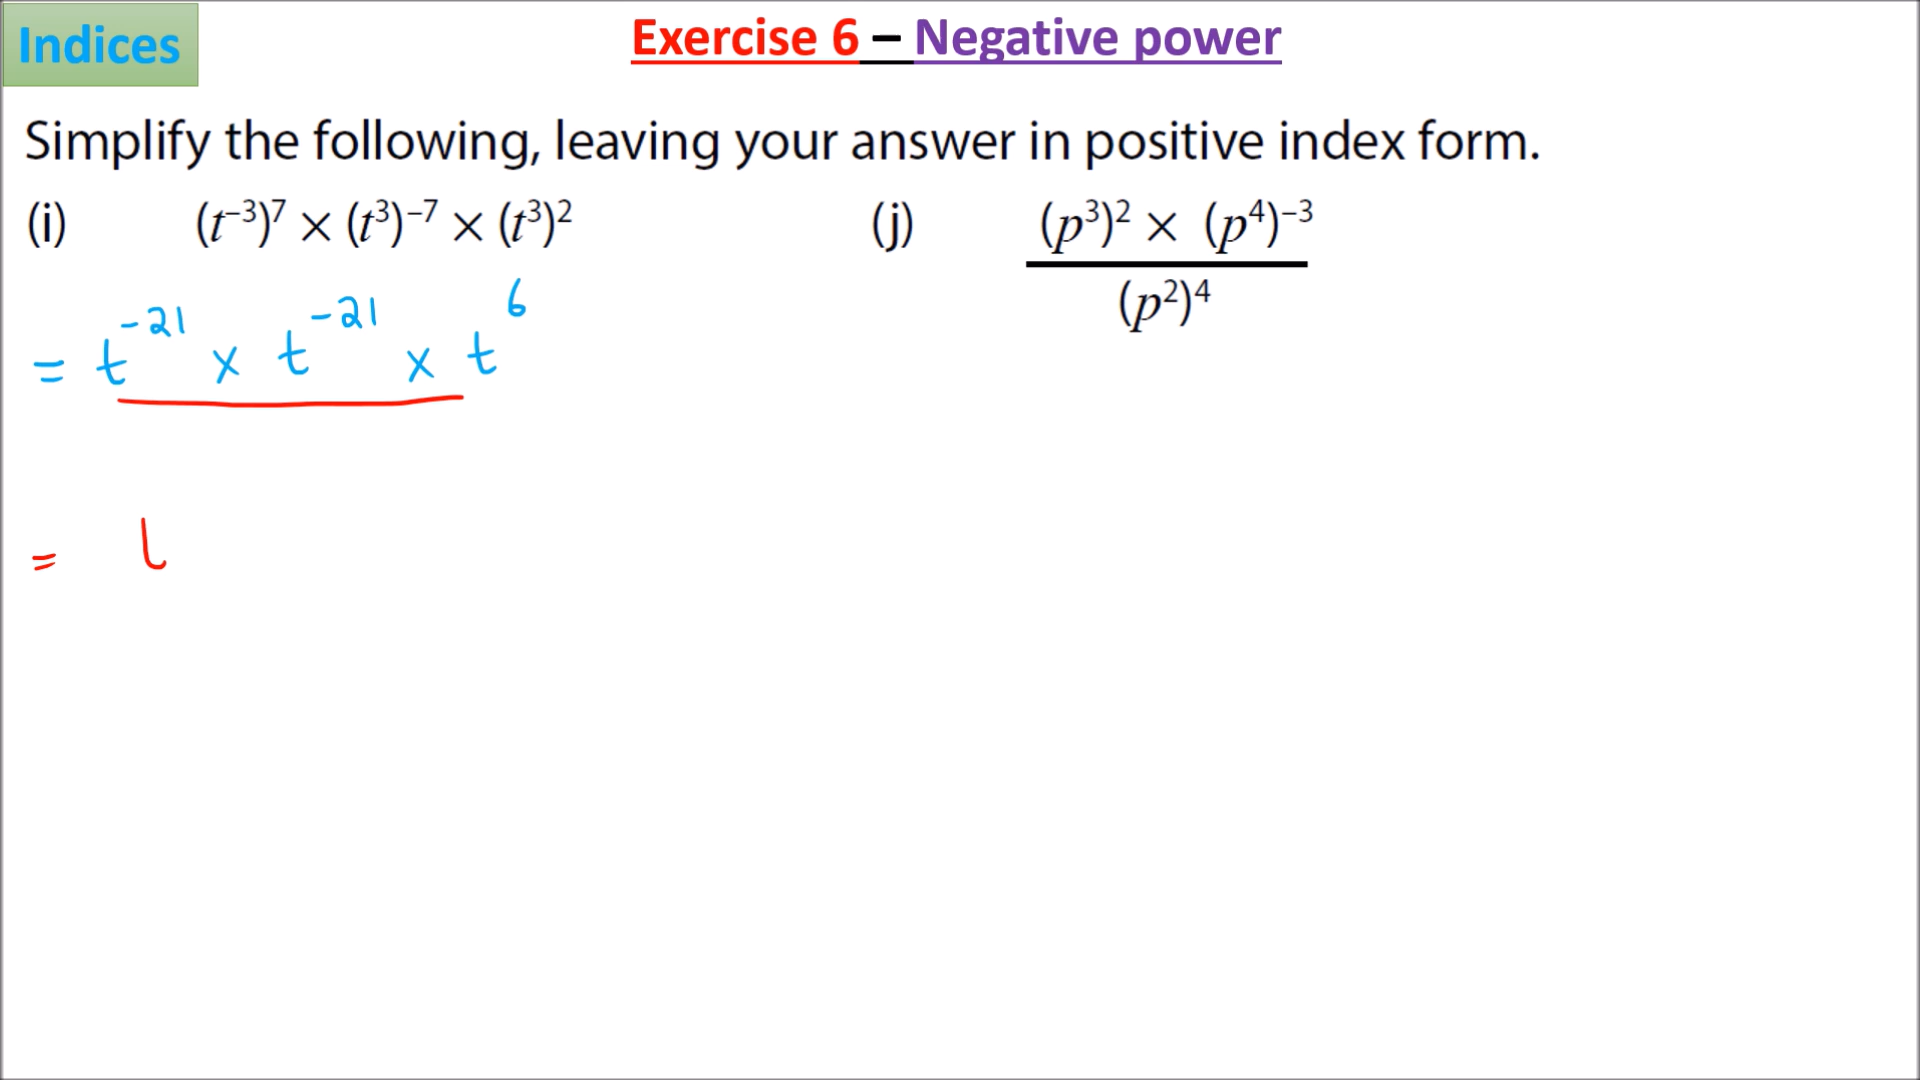 Indices
Exercise 6 – Negative power
Simplify the following, leaving your answer in positive index form.
(i) (t⁻³)⁷ × (t³)⁻⁷ × (t³)²
(j) (p³)² × (p⁴)⁻³
(p²)⁴
= t⁻²¹ × t⁻²¹ × t⁶
=